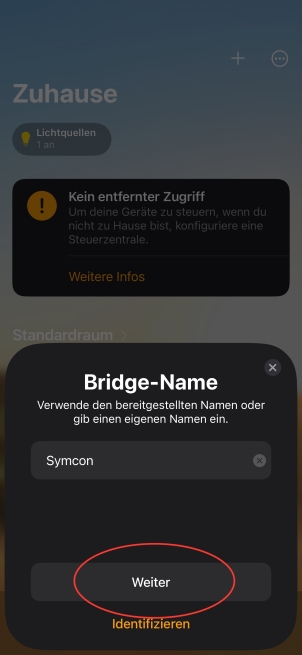 Zuhause
Lichtquellen
1 an
Kein entfernter Zugriff
Um deine Geräte zu steuern, wenn du
nicht zu Hause bist, konfiguriere eine
Steuerzentrale.
Weitere Infos
Standardraum
Bridge-Name
Verwende den bereitgestellten Namen oder
gib einen eigenen Namen ein.
Symcon
Weiter
Identifizieren